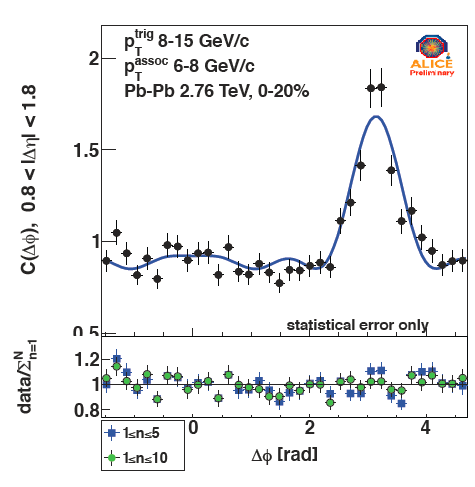 p_T^trig 8-15 GeV/c
p_T^assoc 6-8 GeV/c
Pb-Pb 2.76 TeV, 0-20%
ALICE
Preliminary
C(Δϕ), 0.8 < |Δη| < 1.8
2
1.5
1
0.5
statistical error only
data/Σ_{n=1}^N
1.2
1
0.8
0
2
4
Δϕ [rad]
1≤n≤5
1≤n≤10